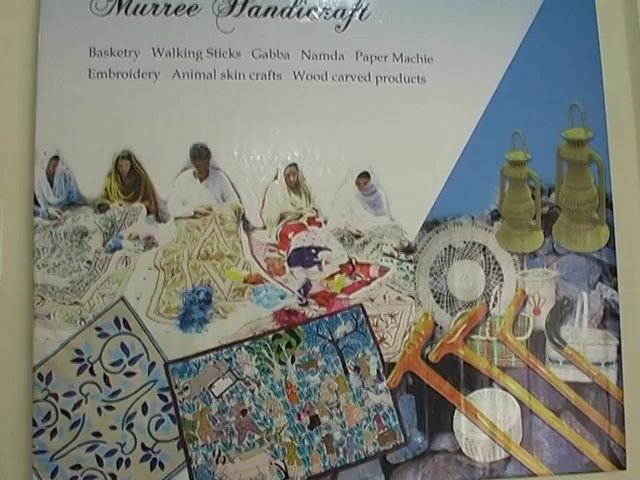 Murree Handicraft
Basketry Walking Sticks Gabba Namda Paper Machie
Embroidery Animal skin crafts Wood carved products